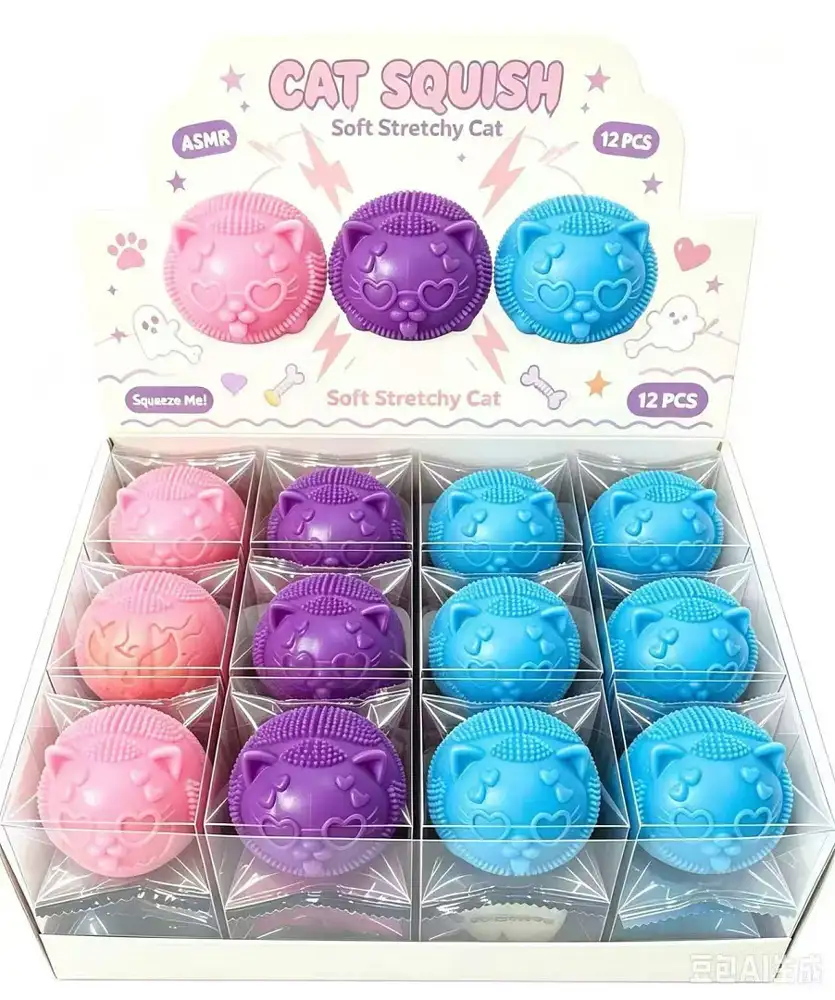 CAT SQUISH
Soft Stretchy Cat
ASMR
12 PCS
Squeeze Me!
Soft Stretchy Cat
12 PCS
豆包AI生成